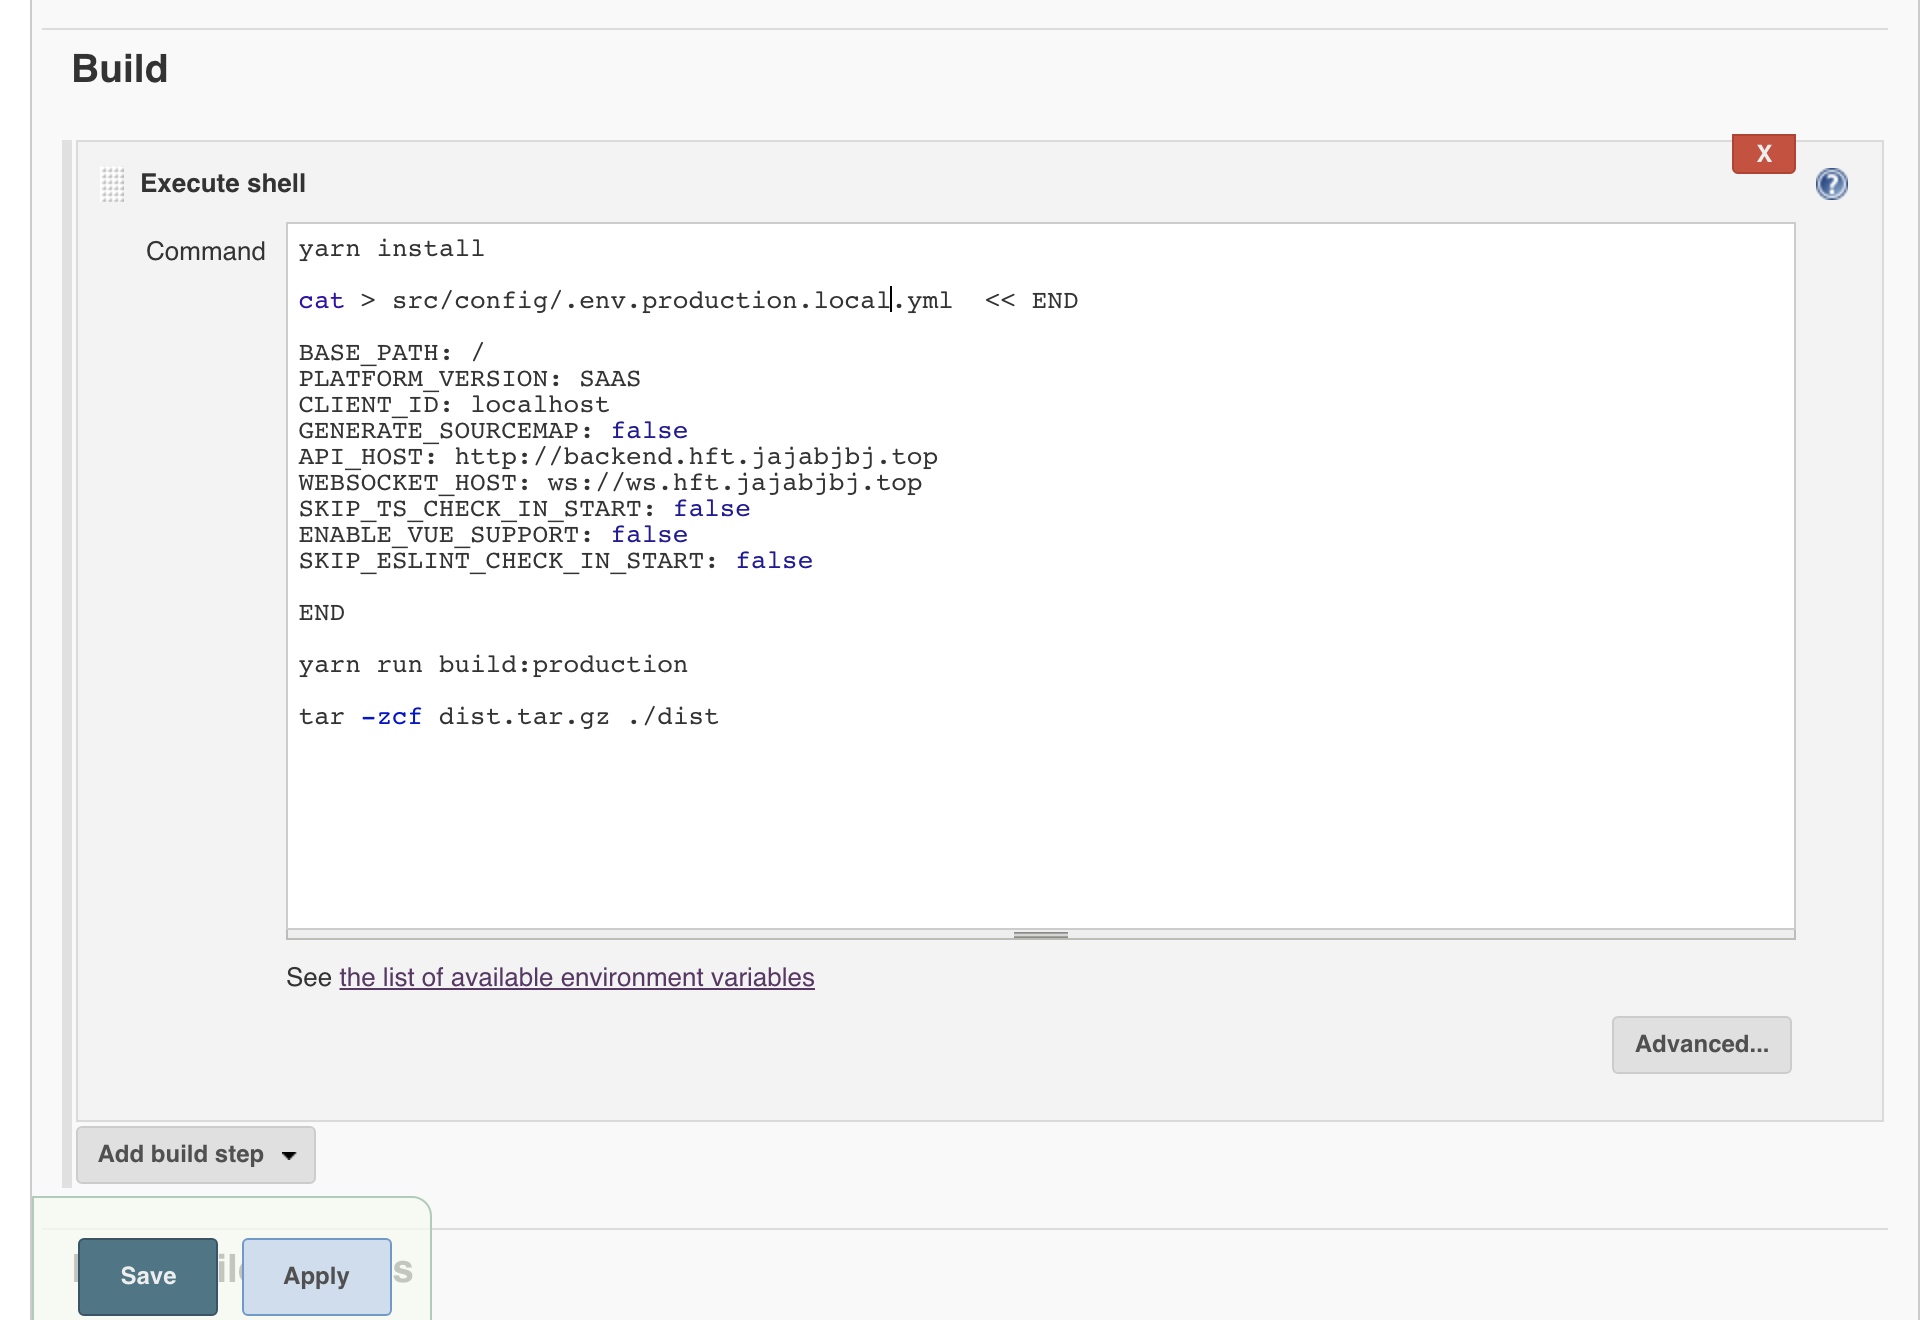 Build
X
Execute shell
Command
yarn install
cat > src/config/.env.production.local.yml  << END
BASE_PATH: /
PLATFORM_VERSION: SAAS
CLIENT_ID: localhost
GENERATE_SOURCEMAP: false
API_HOST: http://backend.hft.jajabjbj.top
WEBSOCKET_HOST: ws://ws.hft.jajabjbj.top
SKIP_TS_CHECK_IN_START: false
ENABLE_VUE_SUPPORT: false
SKIP_ESLINT_CHECK_IN_START: false
END
yarn run build:production
tar -zcf dist.tar.gz ./dist
See the list of available environment variables
Advanced...
Add build step
Save
Apply